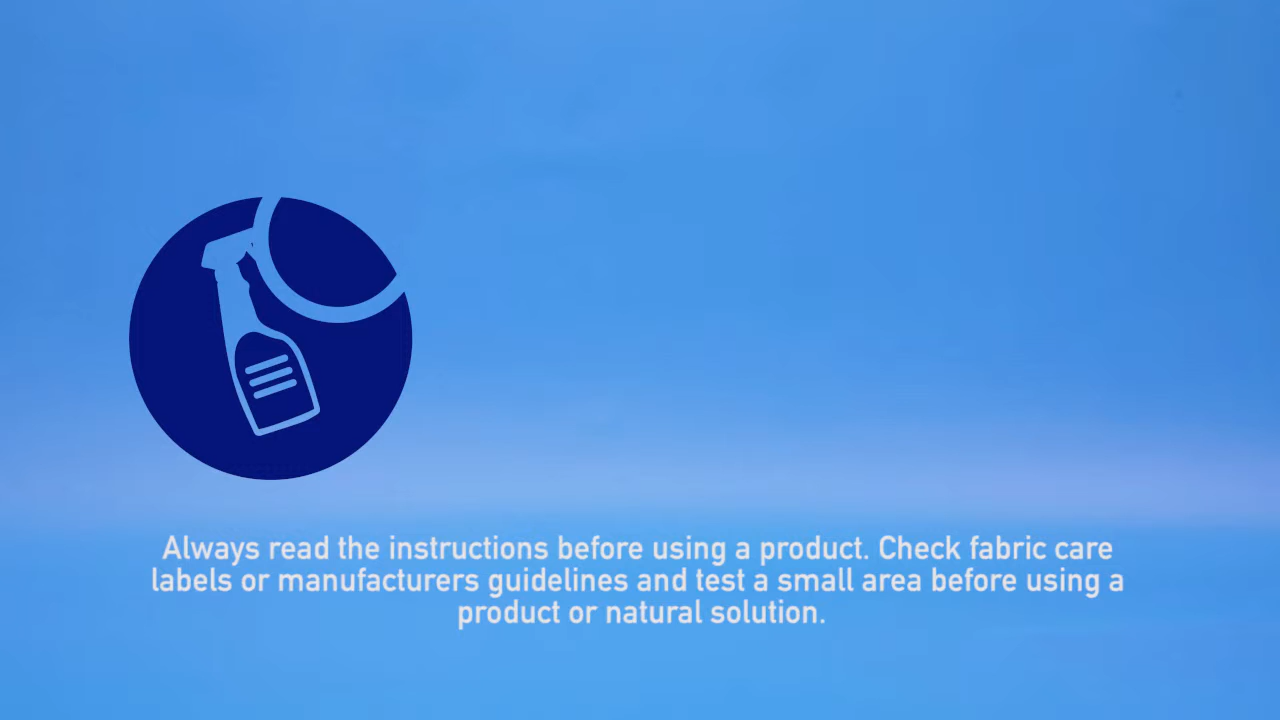 Always read the instructions before using a product. Check fabric care
labels or manufacturers guidelines and test a small area before using a
product or natural solution.